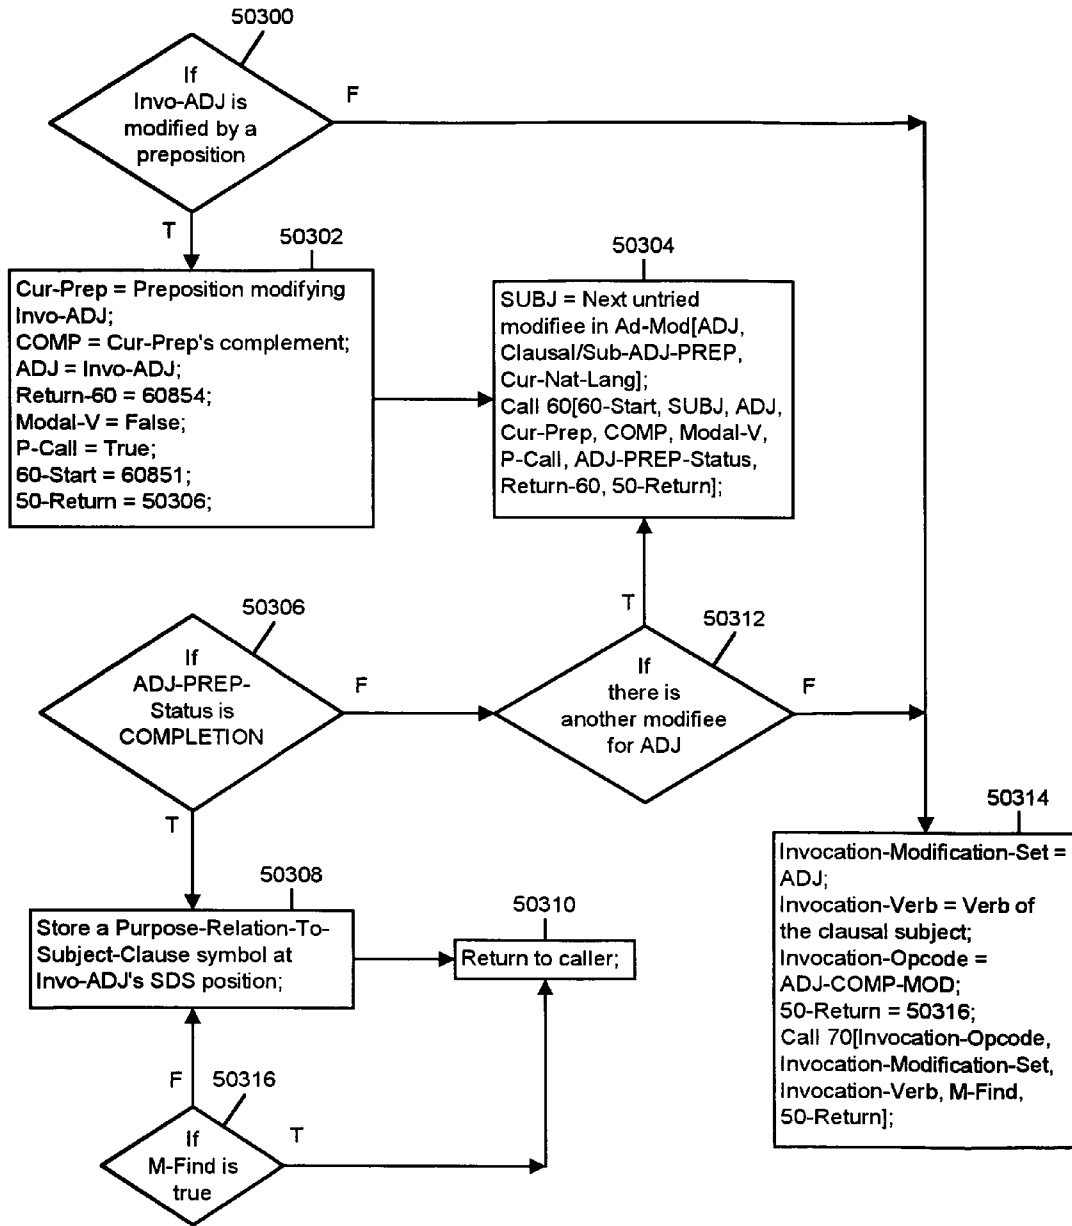 50300
If
Invo-ADJ is
modified by a
preposition
F
T
50302
Cur-Prep = Preposition modifying
Invo-ADJ;
COMP = Cur-Prep's complement;
ADJ = Invo-ADJ;
Return-60 = 60854;
Modal-V = False;
P-Call = True;
60-Start = 60851;
50-Return = 50306;
50304
SUBJ = Next untried
modifiee in Ad-Mod[ADJ,
Clausal/Sub-ADJ-PREP,
Cur-Nat-Lang];
Call 60[60-Start, SUBJ, ADJ,
Cur-Prep, COMP, Modal-V,
P-Call, ADJ-PREP-Status,
Return-60, 50-Return];
50306
If
ADJ-PREP-
Status is
COMPLETION
F
T
50312
If
there is
another modifiee
for ADJ
T
F
50308
Store a Purpose-Relation-To-
Subject-Clause symbol at
Invo-ADJ's SDS position;
50310
Return to caller;
50314
Invocation-Modification-Set =
ADJ;
Invocation-Verb = Verb of
the clausal subject;
Invocation-Opcode =
ADJ-COMP-MOD;
50-Return = 50316;
Call 70[Invocation-Opcode,
Invocation-Modification-Set,
Invocation-Verb, M-Find,
50-Return];
F
50316
If
M-Find is
true
T